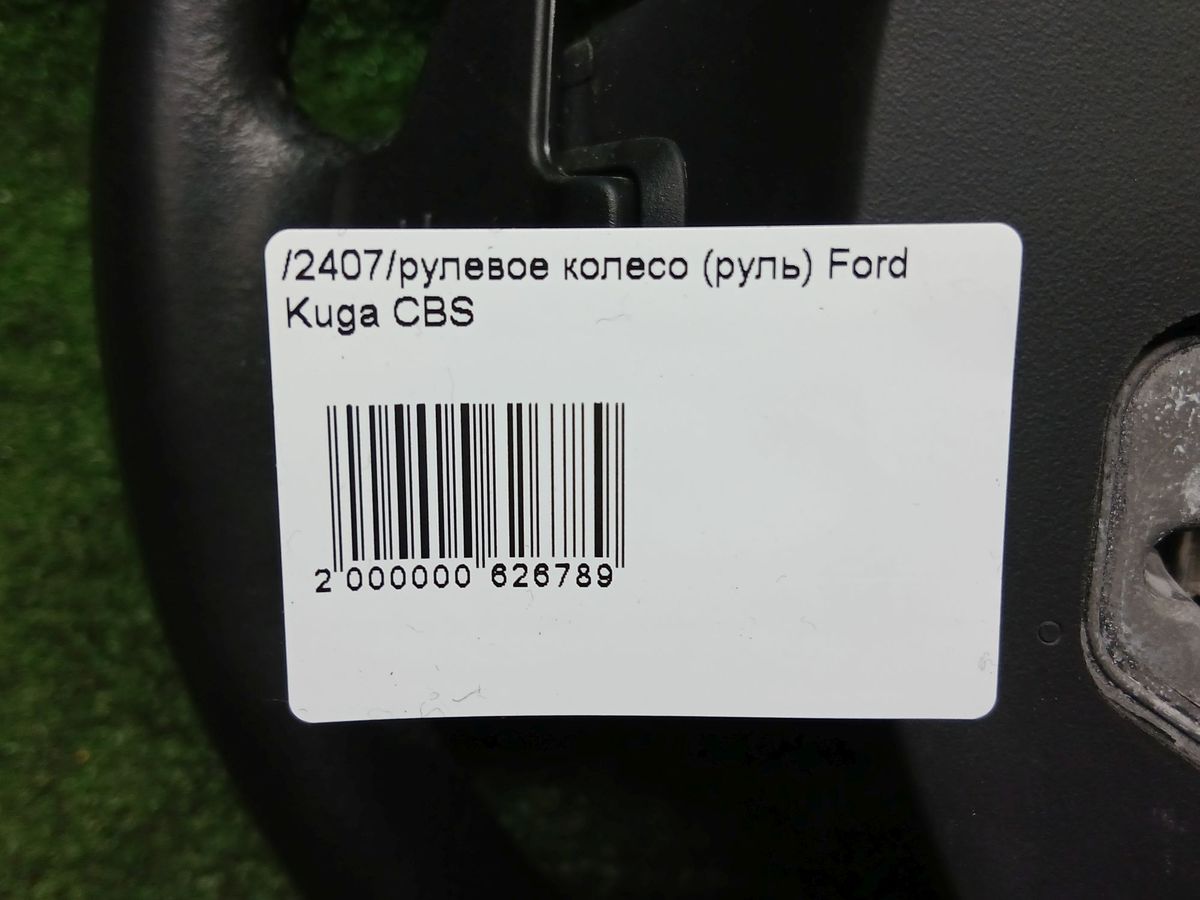 /2407/рулевое колесо (руль) Ford
Kuga CBS
2 000000 626789